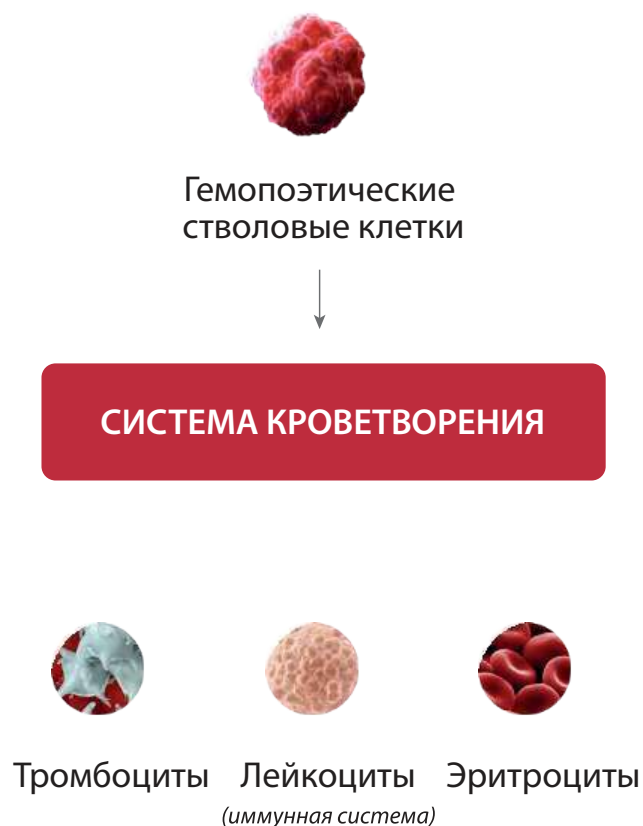 Гемопоэтические
стволовые клетки
СИСТЕМА КРОВЕТВОРЕНИЯ
Тромбоциты Лейкоциты Эритроциты
(иммунная система)